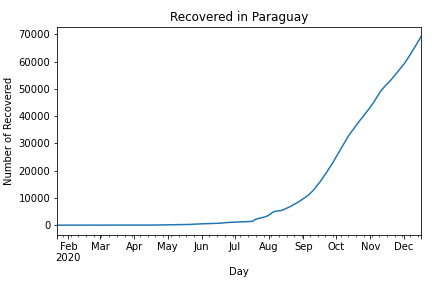 Recovered in Paraguay
70000
60000
50000
40000
30000
20000
10000
0
Number of Recovered
Feb Mar Apr May Jun Jul Aug Sep Oct Nov Dec
2020
Day